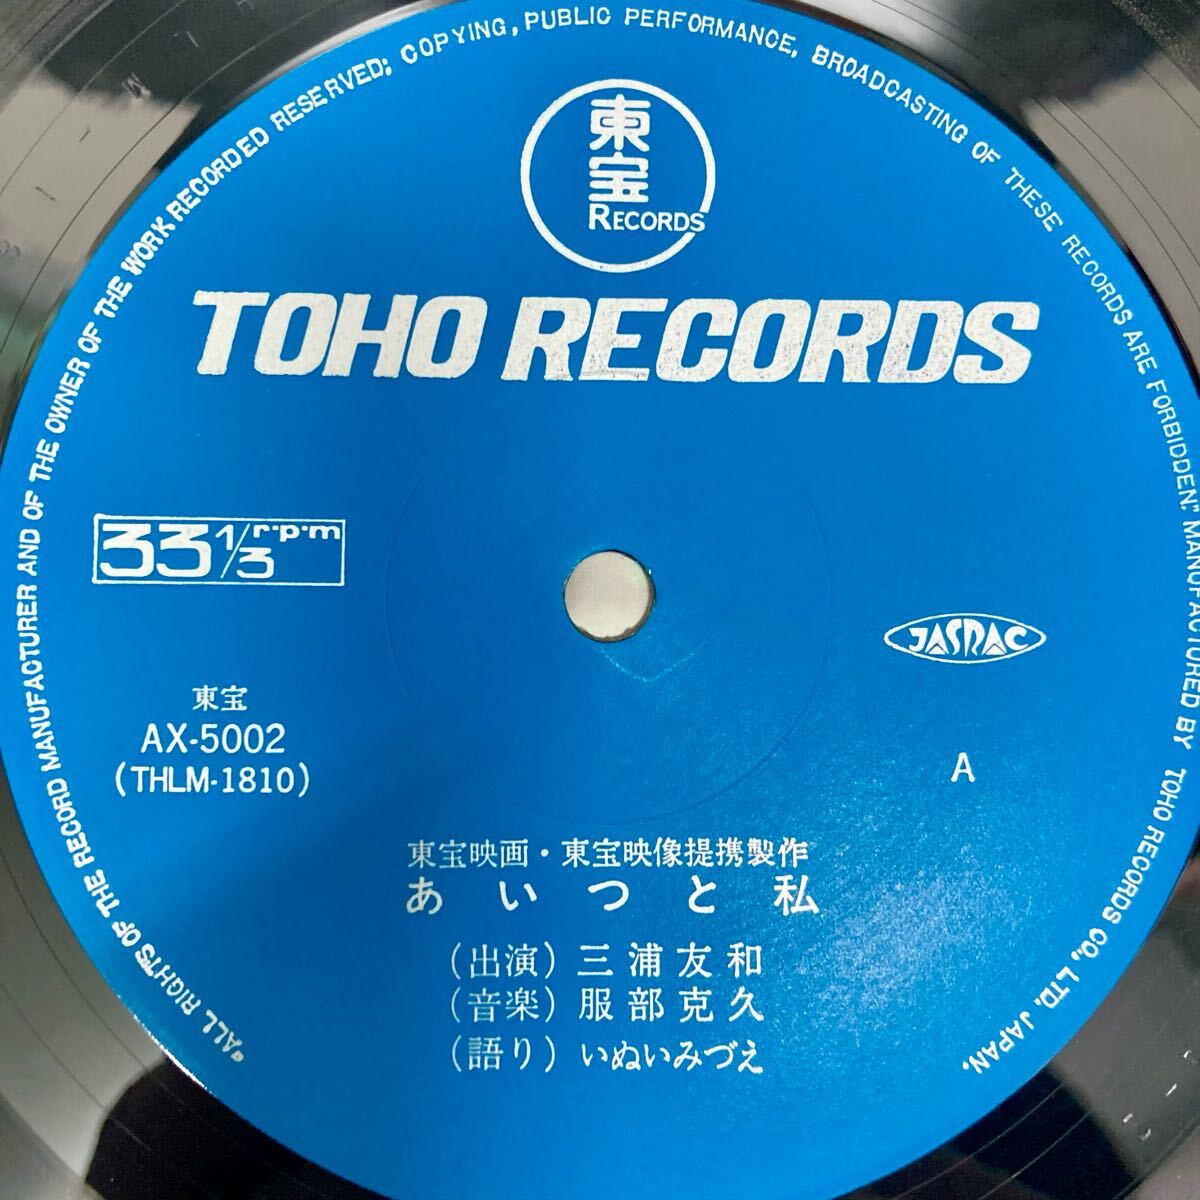 "ALL RIGHTS OF THE RECORD MANUFACTURER AND OF THE OWNER OF THE WORK RECORDED RESERVED; COPYING, PUBLIC PERFORMANCE, BROADCASTING OF THESE RECORDS ARE FORBIDDEN." MANUFACTURED BY TOHO RECORDS CO., LTD. JAPAN.
東宝
RECORDS
TOHO RECORDS
33 1/3 r.p.m
JASRAC
東宝
AX-5002
(THLM-1810)
A
東宝映画・東宝映像提携製作
あいつと私
(出演) 三浦友和
(音楽) 服部克久
(語り) いぬいみづえ